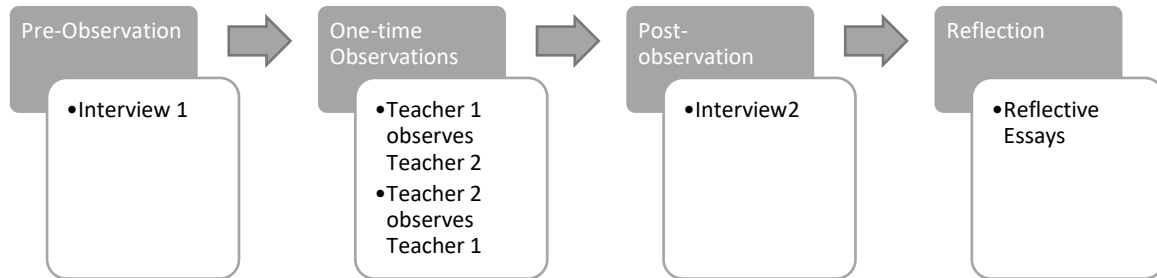 Pre-Observation
•Interview 1
One-time
Observations
•Teacher 1
observes
Teacher 2
•Teacher 2
observes
Teacher 1
Post-
observation
•Interview2
Reflection
•Reflective
Essays